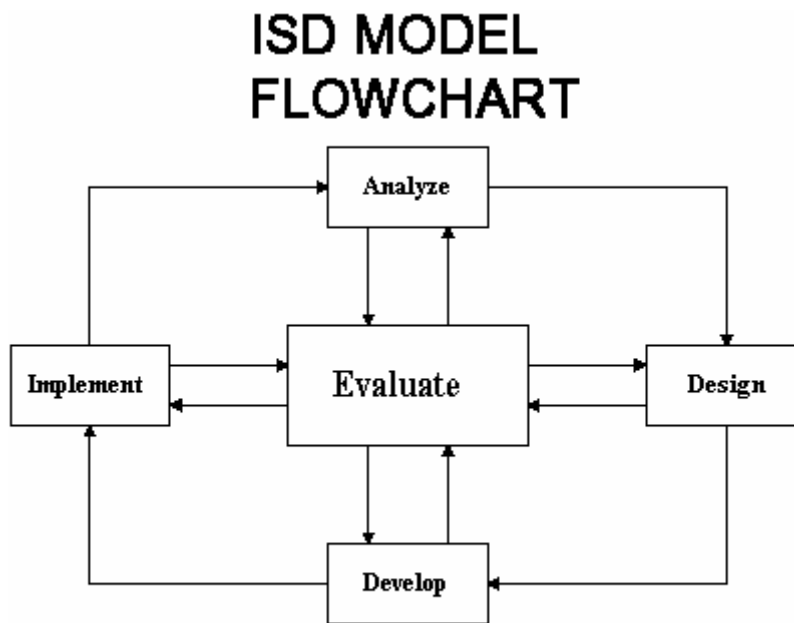 ISD MODEL
FLOWCHART
Analyze
Implement
Evaluate
Design
Develop